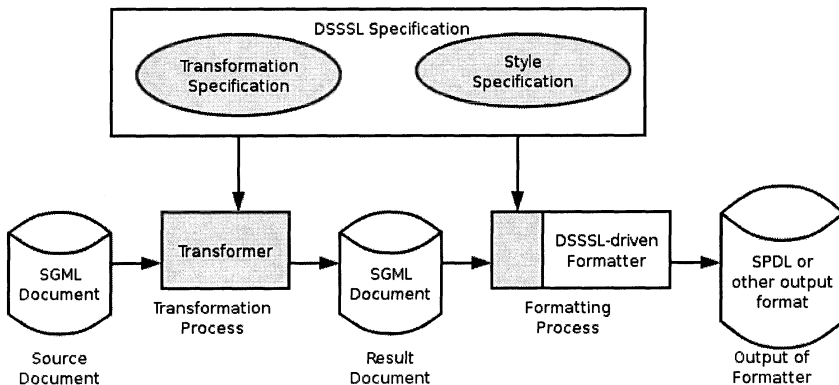 DSSSL Specification
Transformation
Specification
Style
Specification
SGML
Document
Transformer
SGML
Document
DSSSL-driven
Formatter
SPDL or
other output
format
Transformation
Process
Formatting
Process
Source
Document
Result
Document
Output of
Formatter